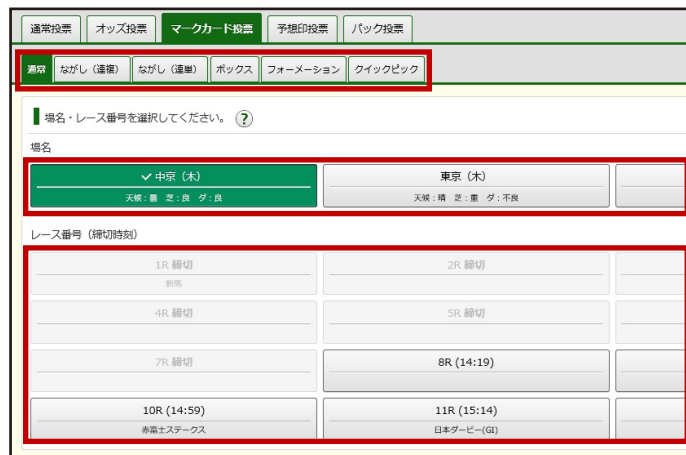 通常投票 オッズ投票 マークカード投票 予想印投票 パック投票
通常 ながし（連複） ながし（連単） ボックス フォーメーション クイックピック
場名・レース番号を選択してください。 ?
場名
✓ 中京（木） 東京（木）
天候：曇 芝：良 ダ：良 天候：晴 芝：重 ダ：不良
レース番号（締切時刻）
1R 締切 2R 締切
新馬
4R 締切 5R 締切
7R 締切 8R (14:19)
10R (14:59) 11R (15:14)
赤富士ステークス 日本ダービー(GI)